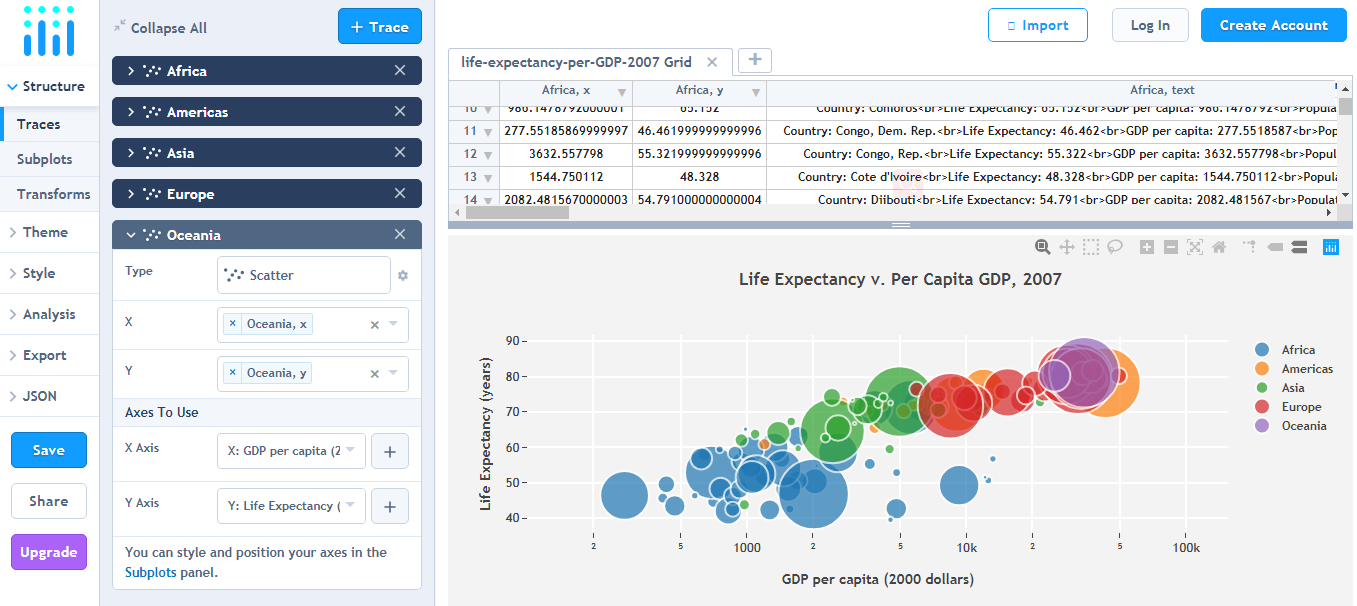 Collapse All
+ Trace
Africa
Americas
Asia
Europe
Oceania
Type
Scatter
X
× Oceania, x
Y
× Oceania, y
Axes To Use
X Axis
X: GDP per capita (2
+
Y Axis
Y: Life Expectancy (
+
You can style and position your axes in the
Subplots panel.
Structure
Traces
Subplots
Transforms
Theme
Style
Analysis
Export
JSON
Save
Share
Upgrade
Import
Log In
Create Account
life-expectancy-per-GDP-2007 Grid
+
Africa, x Africa, y Africa, text
10 986.1478792000001 65.152 Country: Comoros<br>Life Expectancy: 65.152<br>GDP per capita: 986.1478792<br>Popula
11 277.55185869999997 46.461999999999996 Country: Congo, Dem. Rep.<br>Life Expectancy: 46.462<br>GDP per capita: 277.5518587<br>Pop
12 3632.557798 55.321999999999996 Country: Congo, Rep.<br>Life Expectancy: 55.322<br>GDP per capita: 3632.557798<br>Popul
13 1544.750112 48.328 Country: Cote d'Ivoire<br>Life Expectancy: 48.328<br>GDP per capita: 1544.750112<br>Popula
14 2082.4815670000003 54.791000000000004 Country: Djibouti<br>Life Expectancy: 54.791<br>GDP per capita: 2082.481567<br>Populat
Life Expectancy v. Per Capita GDP, 2007
Life Expectancy (years)
90
80
70
60
50
40
2 5 1000 2 5 10k 2 5 100k
GDP per capita (2000 dollars)
Africa
Americas
Asia
Europe
Oceania